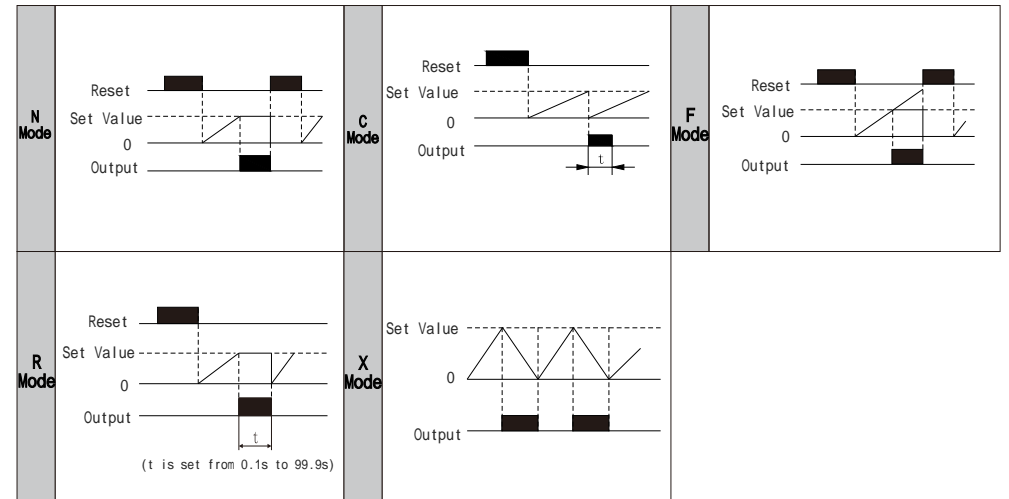 N
Mode
Reset
Set Value
0
Output
C
Mode
Reset
Set Value
0
Output
t
F
Mode
Reset
Set Value
0
Output
R
Mode
Reset
Set Value
0
Output
t
(t is set from 0.1s to 99.9s)
X
Mode
Set Value
0
Output